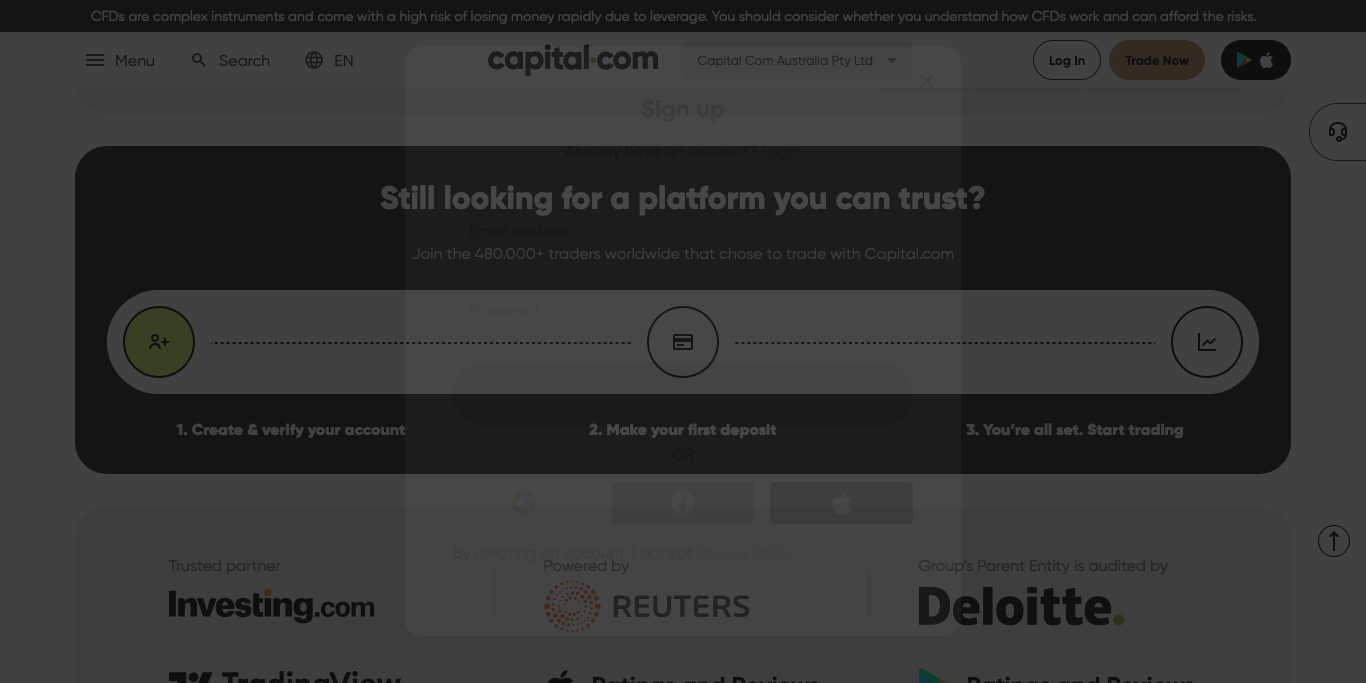 CFDs are complex instruments and come with a high risk of losing money rapidly due to leverage. You should consider whether you understand how CFDs work and can afford the risks.
Menu
Search
EN
capital.com
Capital Com Australia Pty Ltd
Log In
Trade Now
Sign up
Already have an account? Login
Still looking for a platform you can trust?
Email address
Join the 480.000+ traders worldwide that chose to trade with Capital.com
Password
1. Create & verify your account
2. Make your first deposit
3. You're all set. Start trading
OR
By creating an account, I accept Privacy Policy
Trusted partner
Powered by
Group's Parent Entity is audited by
Investing.com
REUTERS
Deloitte.
TradingView
Ratings and Reviews
Ratings and Reviews